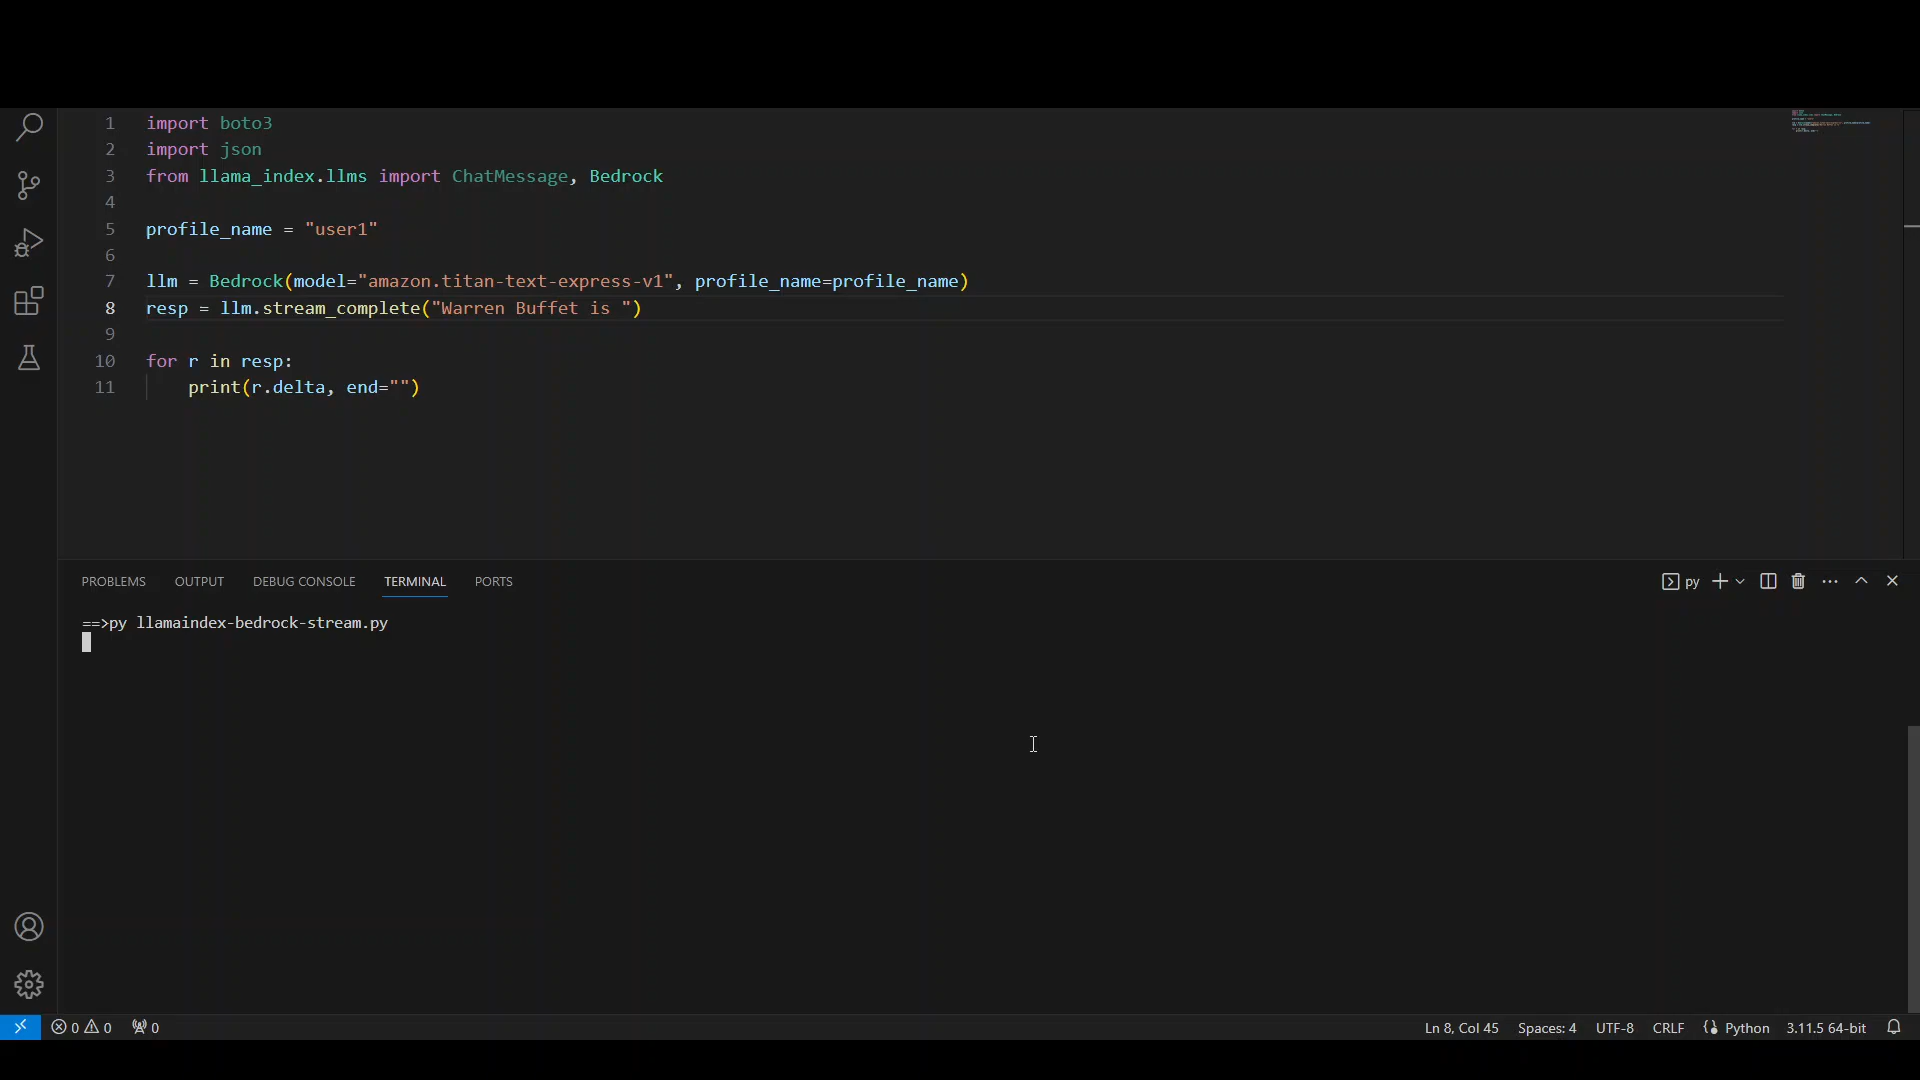 1 import boto3
2 import json
3 from llama_index.llms import ChatMessage, Bedrock
4
5 profile_name = "user1"
6
7 llm = Bedrock(model="amazon.titan-text-express-v1", profile_name=profile_name)
8 resp = llm.stream_complete("Warren Buffet is ")
9
10 for r in resp:
11 print(r.delta, end="")
PROBLEMS OUTPUT DEBUG CONSOLE TERMINAL PORTS py
==>py llamaindex-bedrock-stream.py
0 0 0 Ln 8, Col 45 Spaces: 4 UTF-8 CRLF Python 3.11.5 64-bit